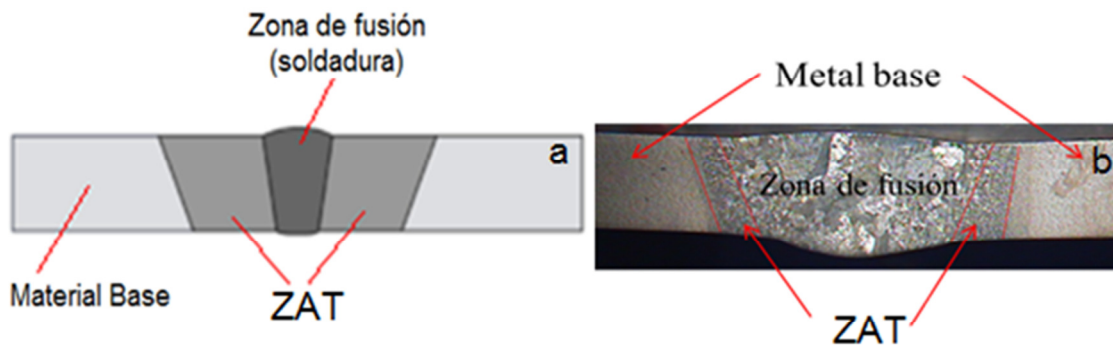 Zona de fusión
(soldadura)
a
Material Base
ZAT
Metal base
b
Zona de fusión
ZAT